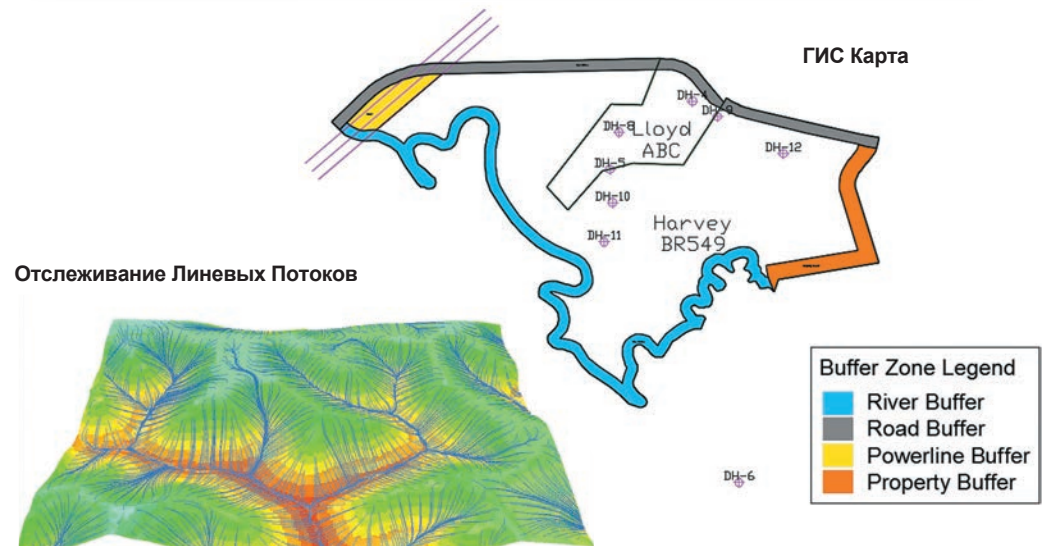 ГИС Карта
DH-4
DH-9
DH-8
Lloyd
ABC
DH-12
DH-5
DH-10
Harvey
BR549
DH-11
Отслеживание Линевых Потоков
Buffer Zone Legend
River Buffer
Road Buffer
Powerline Buffer
Property Buffer
DH-6